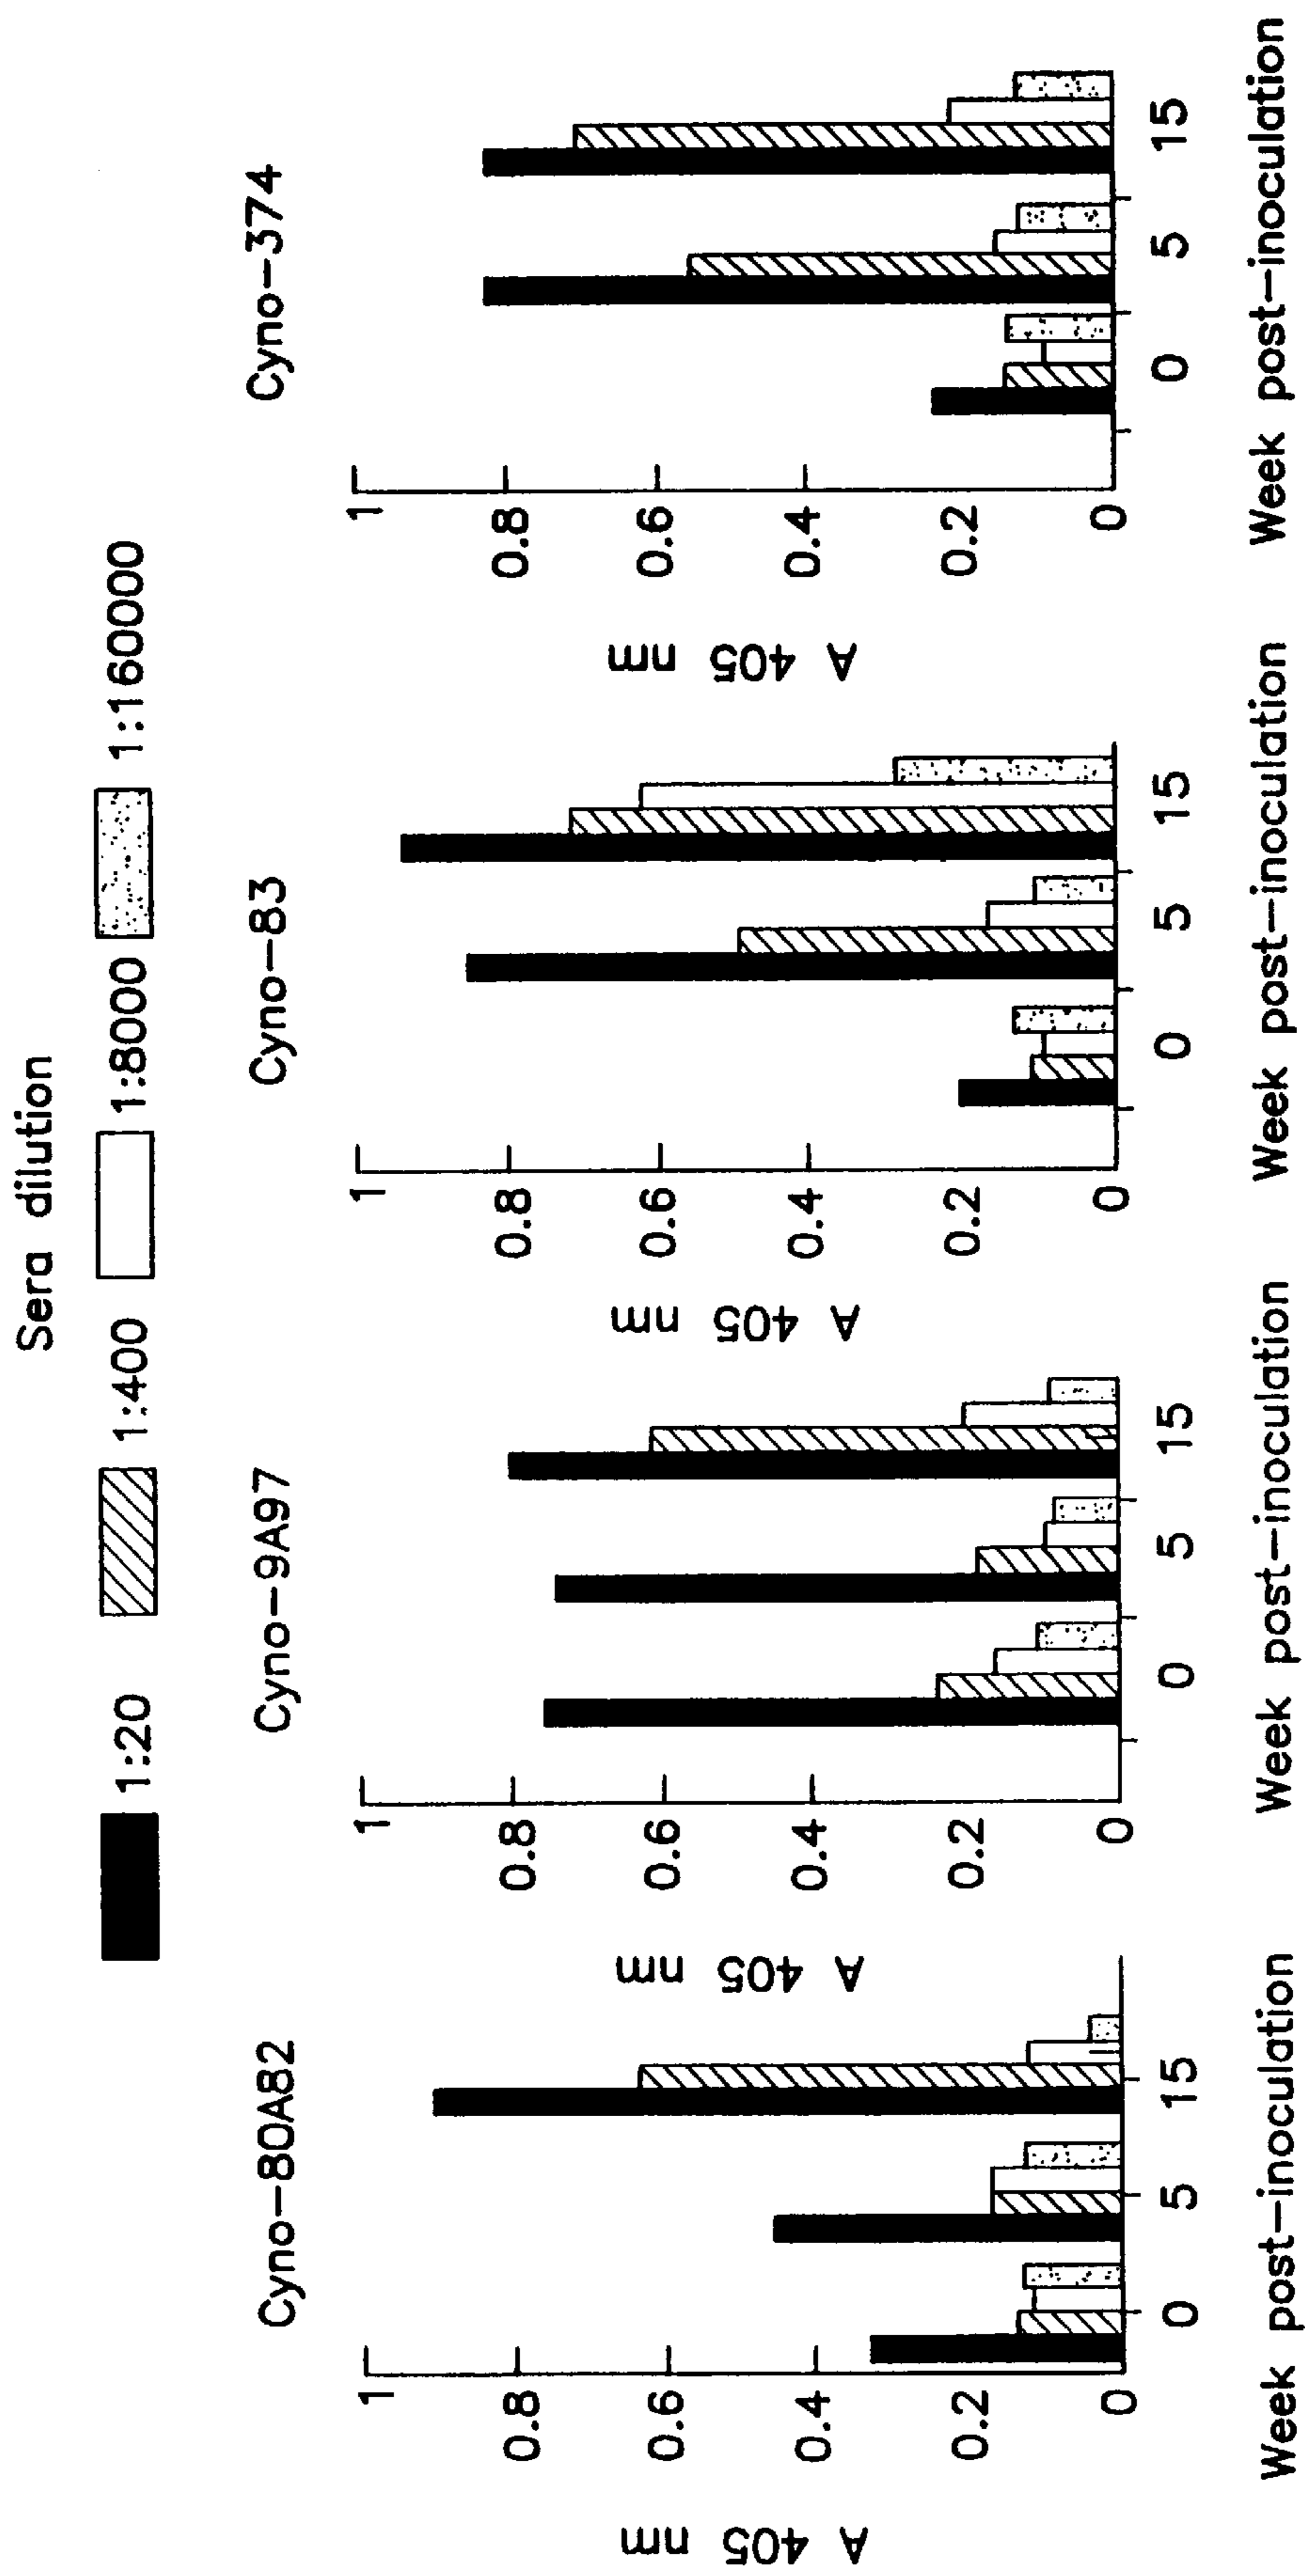 Sera dilution
1:20 1:400 1:8000 1:160000
Cyno-80A82
A 405 nm
1
0.8
0.6
0.4
0.2
0
0 5 15
Week post-inoculation
Cyno-9A97
A 405 nm
1
0.8
0.6
0.4
0.2
0
0 5 15
Week post-inoculation
Cyno-83
A 405 nm
1
0.8
0.6
0.4
0.2
0
0 5 15
Week post-inoculation
Cyno-374
A 405 nm
1
0.8
0.6
0.4
0.2
0
0 5 15
Week post-inoculation